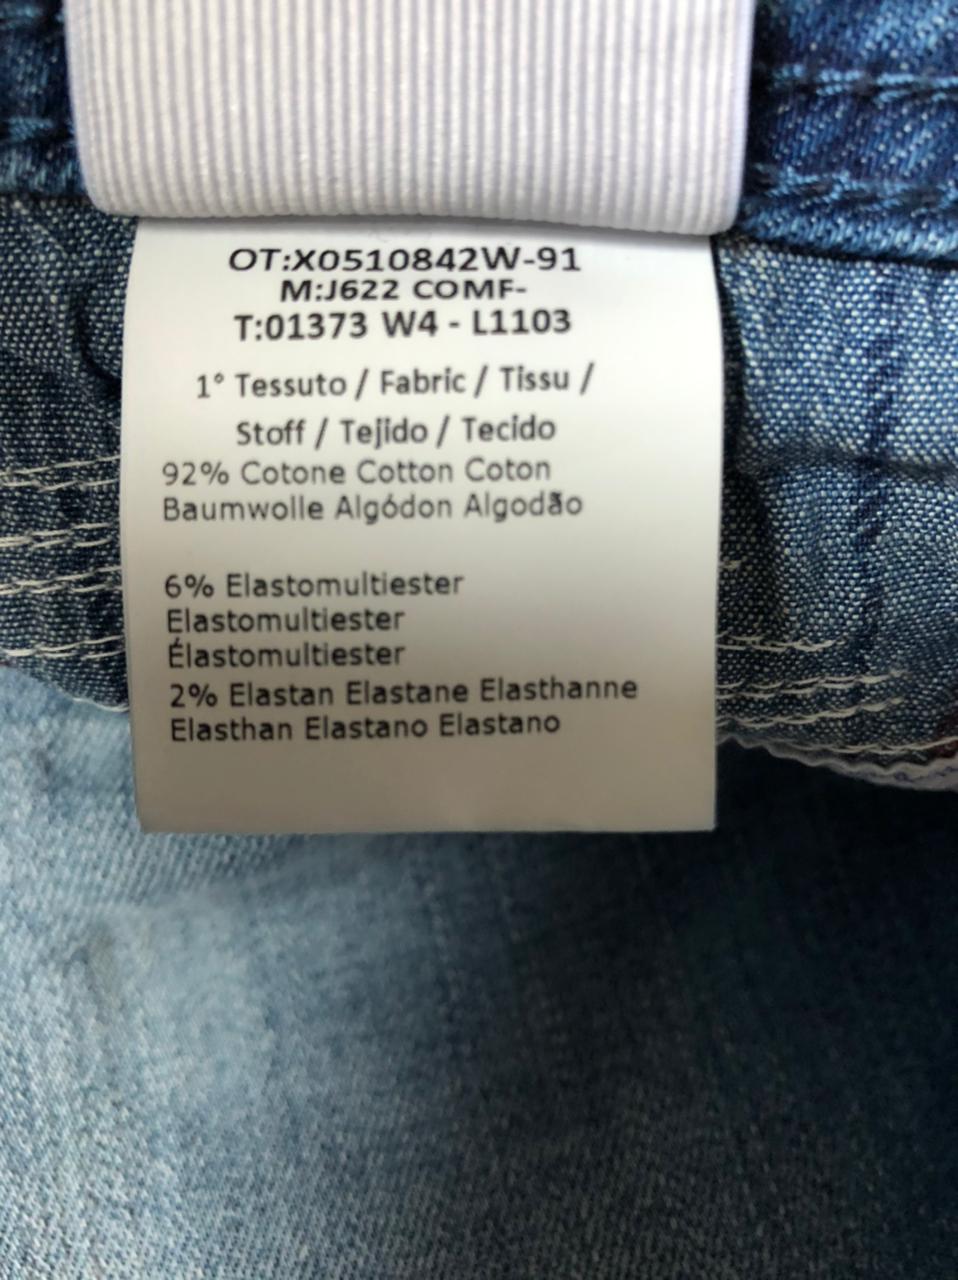 OT:X0510842W-91
M:J622 COMF-
T:01373 W4 - L1103
1° Tessuto / Fabric / Tissu /
Stoff / Tejido / Tecido
92% Cotone Cotton Coton
Baumwolle Algódon Algodão
6% Elastomultiester
Elastomultiester
Élastomultiester
2% Elastan Elastane Elasthanne
Elasthan Elastano Elastano